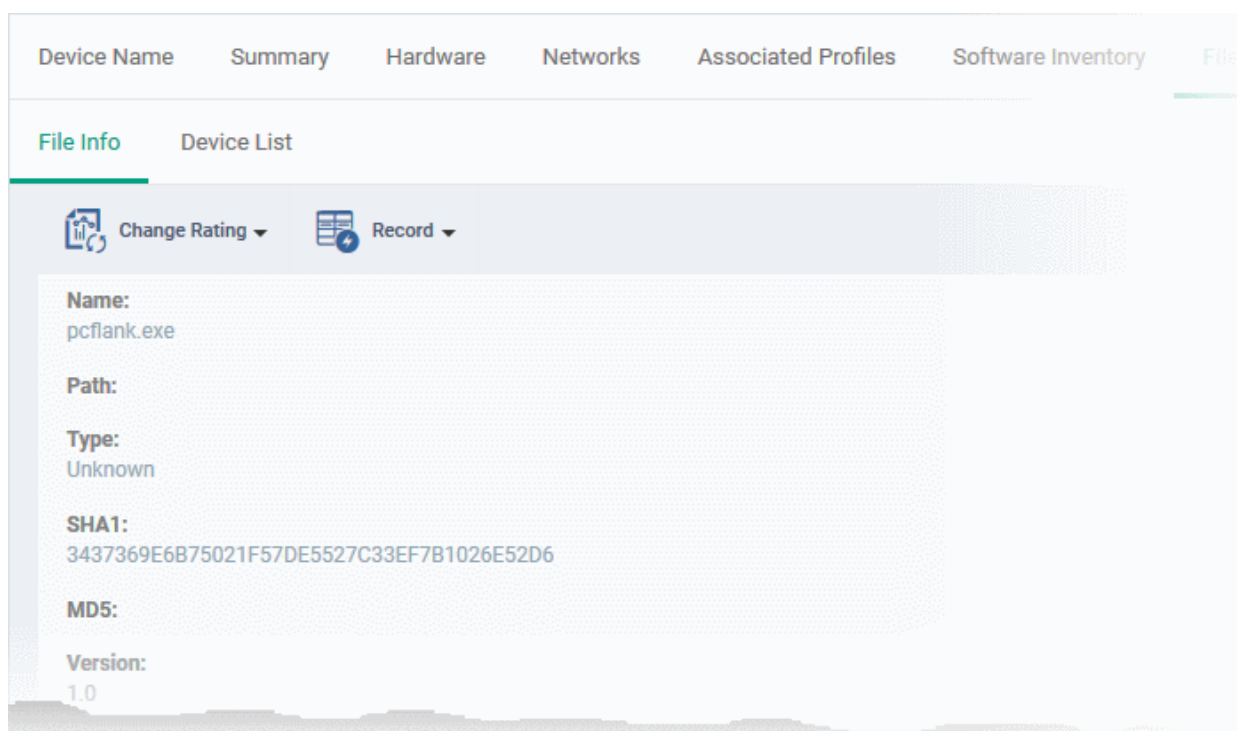 Device Name Summary Hardware Networks Associated Profiles Software Inventory File
File Info Device List
Change Rating Record
Name:
pcflank.exe
Path:
Type:
Unknown
SHA1:
3437369E6B75021F57DE5527C33EF7B1026E52D6
MD5:
Version:
1.0